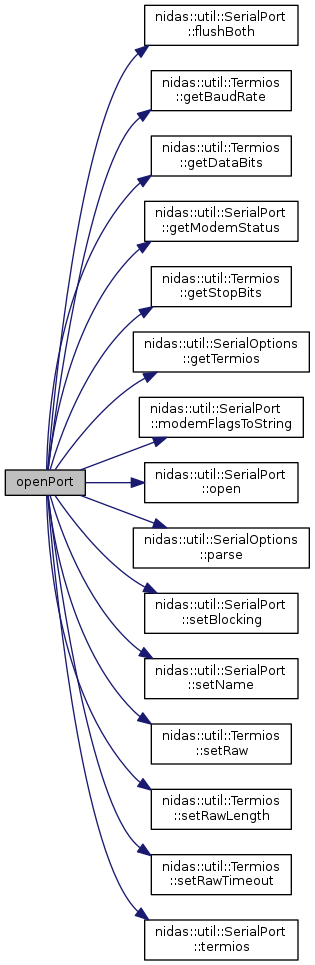 nidas::util::SerialPort
::flushBoth
nidas::util::Termios
::getBaudRate
nidas::util::Termios
::getDataBits
nidas::util::SerialPort
::getModemStatus
nidas::util::Termios
::getStopBits
nidas::util::SerialOptions
::getTermios
nidas::util::SerialPort
::modemFlagsToString
openPort
nidas::util::SerialPort
::open
nidas::util::SerialOptions
::parse
nidas::util::SerialPort
::setBlocking
nidas::util::SerialPort
::setName
nidas::util::Termios
::setRaw
nidas::util::Termios
::setRawLength
nidas::util::Termios
::setRawTimeout
nidas::util::SerialPort
::termios